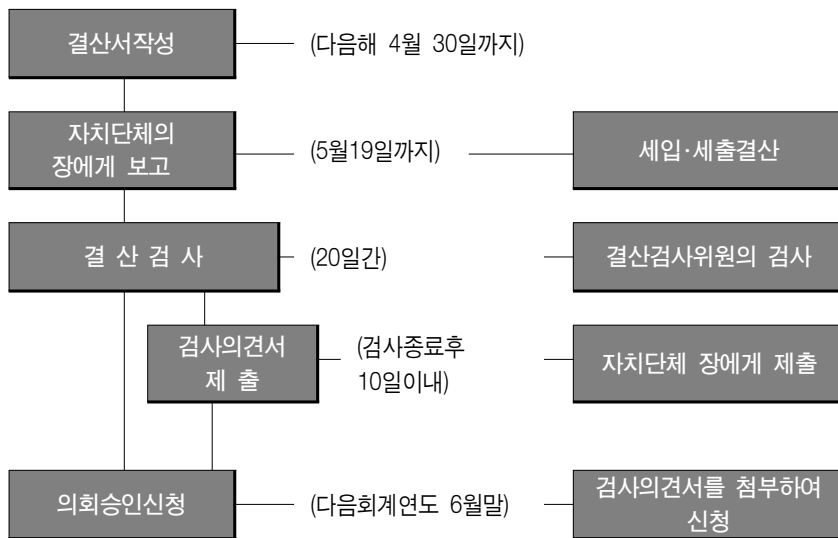 결산서작성 (다음해 4월 30일까지)
자치단체의
장에게 보고
(5월19일까지)
세입·세출결산
결 산 검 사
(20일간)
결산검사위원의 검사
검사의견서
제 출
(검사종료후
10일이내)
자치단체 장에게 제출
의회승인신청
(다음회계연도 6월말)
검사의견서를 첨부하여
신청